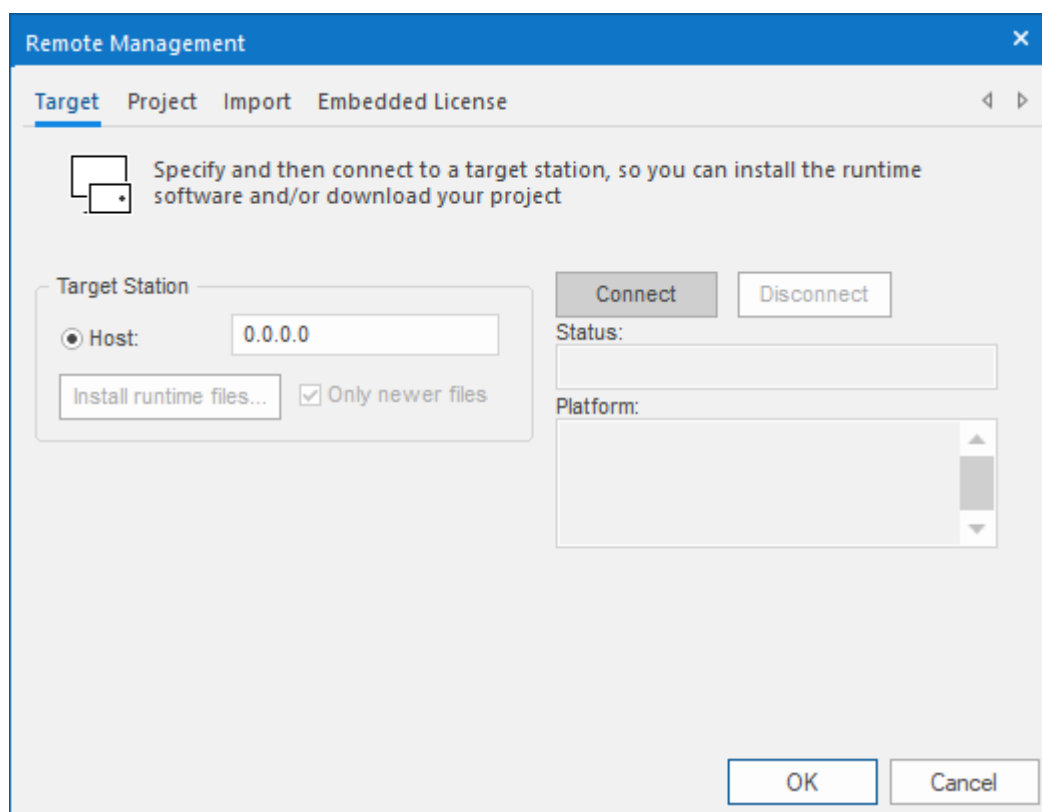 Remote Management
Target Project Import Embedded License
Specify and then connect to a target station, so you can install the runtime
software and/or download your project
Target Station
Host: 0.0.0.0
Install runtime files... Only newer files
Connect Disconnect
Status:
Platform:
OK Cancel